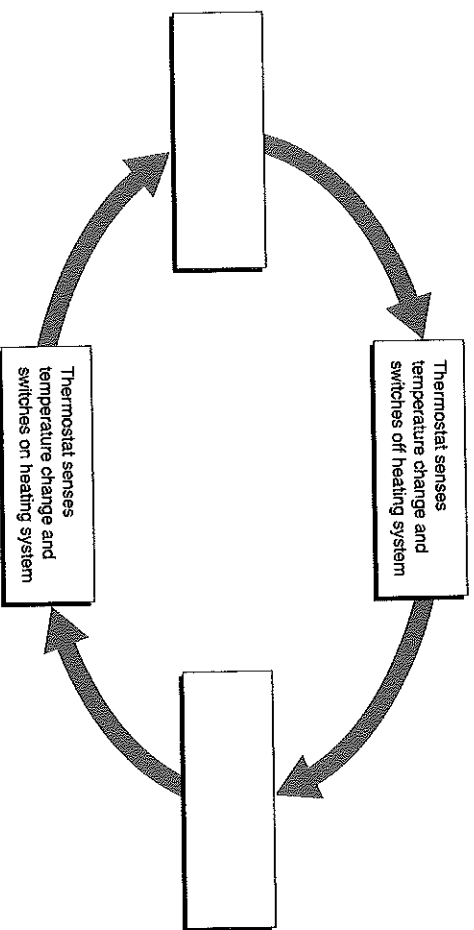 Thermostat senses
temperature change and
switches off heating system
Thermostat senses
temperature change and
switches on heating system